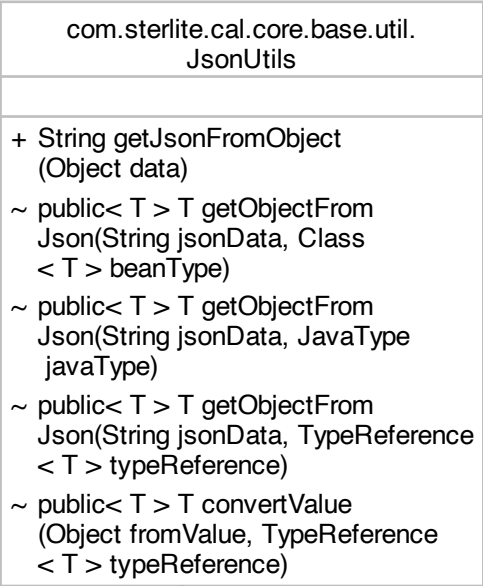 com.sterlite.cal.core.base.util.
JsonUtils
+ String getJsonFromObject
(Object data)
~ public< T > T getObjectFrom
Json(String jsonData, Class
< T > beanType)
~ public< T > T getObjectFrom
Json(String jsonData, JavaType
javaType)
~ public< T > T getObjectFrom
Json(String jsonData, TypeReference
< T > typeReference)
~ public< T > T convertValue
(Object fromValue, TypeReference
< T > typeReference)